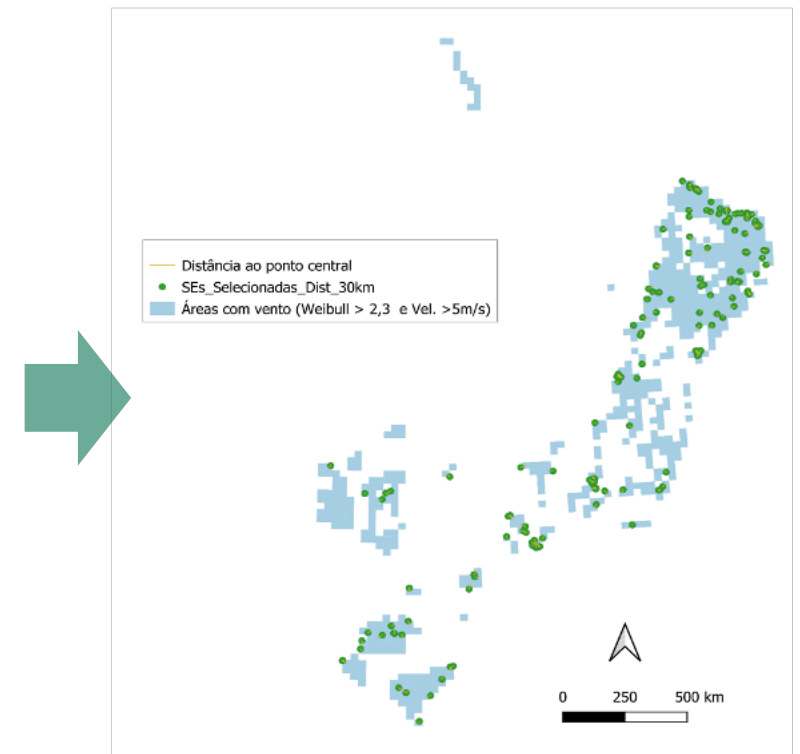 Distância ao ponto central
SEs_Selecionadas_Dist_30km
Áreas com vento (Weibull > 2,3 e Vel. >5m/s)
0 250 500 km